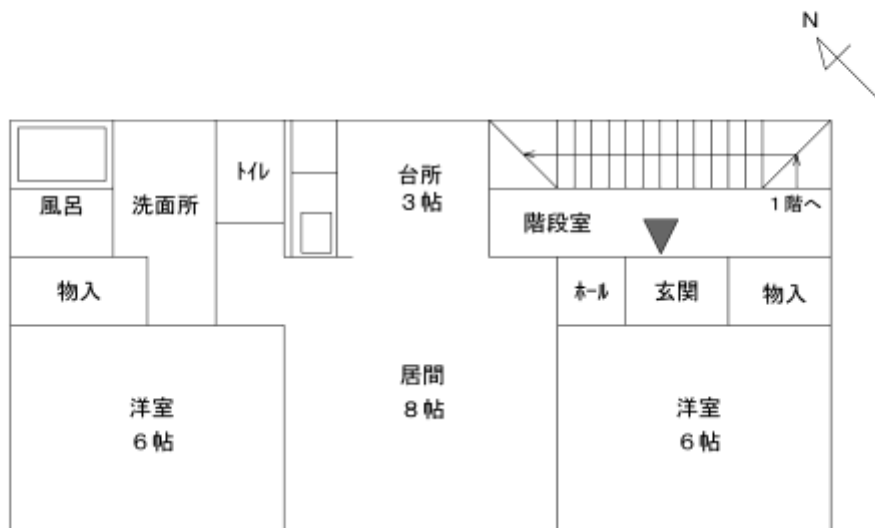 N
トイレ
台所
3帖
風呂
洗面所
1階へ
階段室
物入
ホール
玄関
物入
居間
8帖
洋室
6帖
洋室
6帖